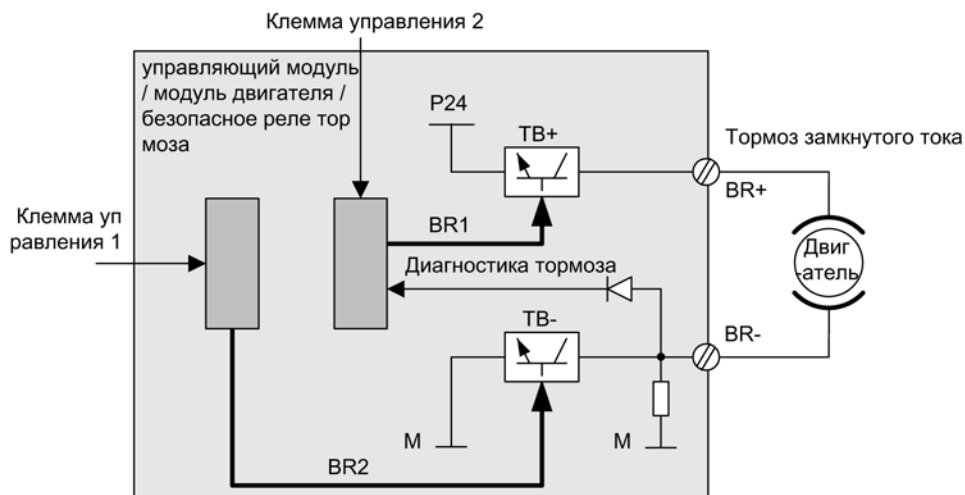 Клемма управления 2
управляющий модуль
/ модуль двигателя /
безопасное реле тор
моза
P24
TB+
Тормоз замкнутого тока
BR+
Клемма уп
равления 1
BR1
Двиг
-атель
Диагностика тормоза
TB-
BR-
M
M
BR2